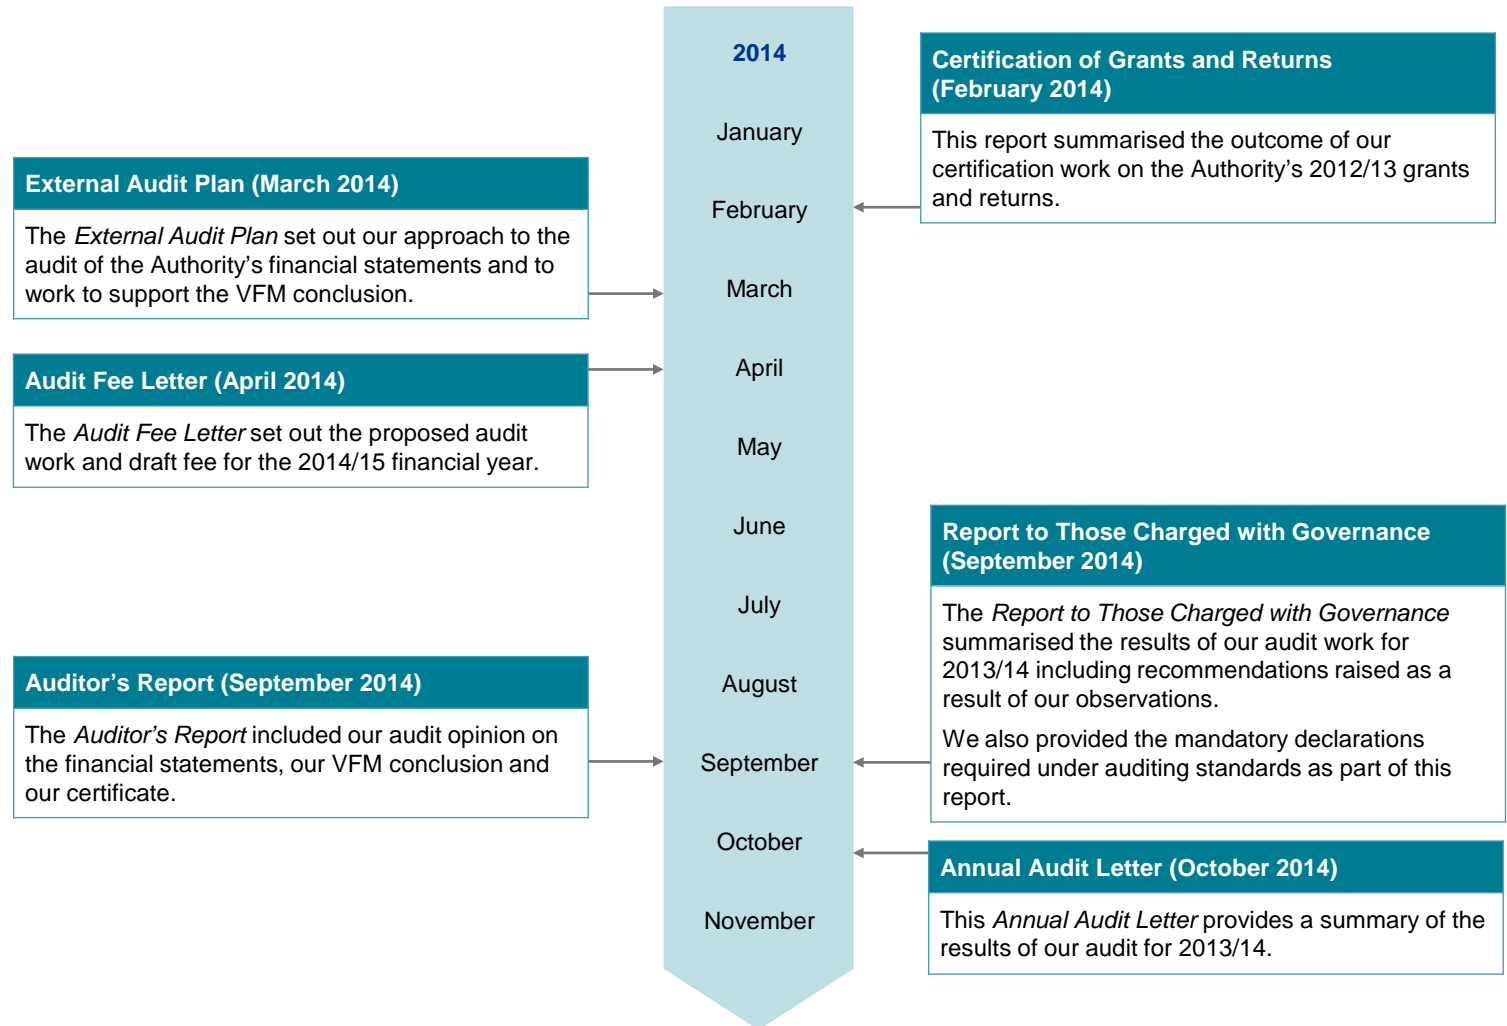 2014
January
February
March
April
May
June
July
August
September
October
November
External Audit Plan (March 2014)
The External Audit Plan set out our approach to the
audit of the Authority’s financial statements and to
work to support the VFM conclusion.
Audit Fee Letter (April 2014)
The Audit Fee Letter set out the proposed audit
work and draft fee for the 2014/15 financial year.
Auditor’s Report (September 2014)
The Auditor’s Report included our audit opinion on
the financial statements, our VFM conclusion and
our certificate.
Certification of Grants and Returns
(February 2014)
This report summarised the outcome of our
certification work on the Authority’s 2012/13 grants
and returns.
Report to Those Charged with Governance
(September 2014)
The Report to Those Charged with Governance
summarised the results of our audit work for
2013/14 including recommendations raised as a
result of our observations.
We also provided the mandatory declarations
required under auditing standards as part of this
report.
Annual Audit Letter (October 2014)
This Annual Audit Letter provides a summary of the
results of our audit for 2013/14.